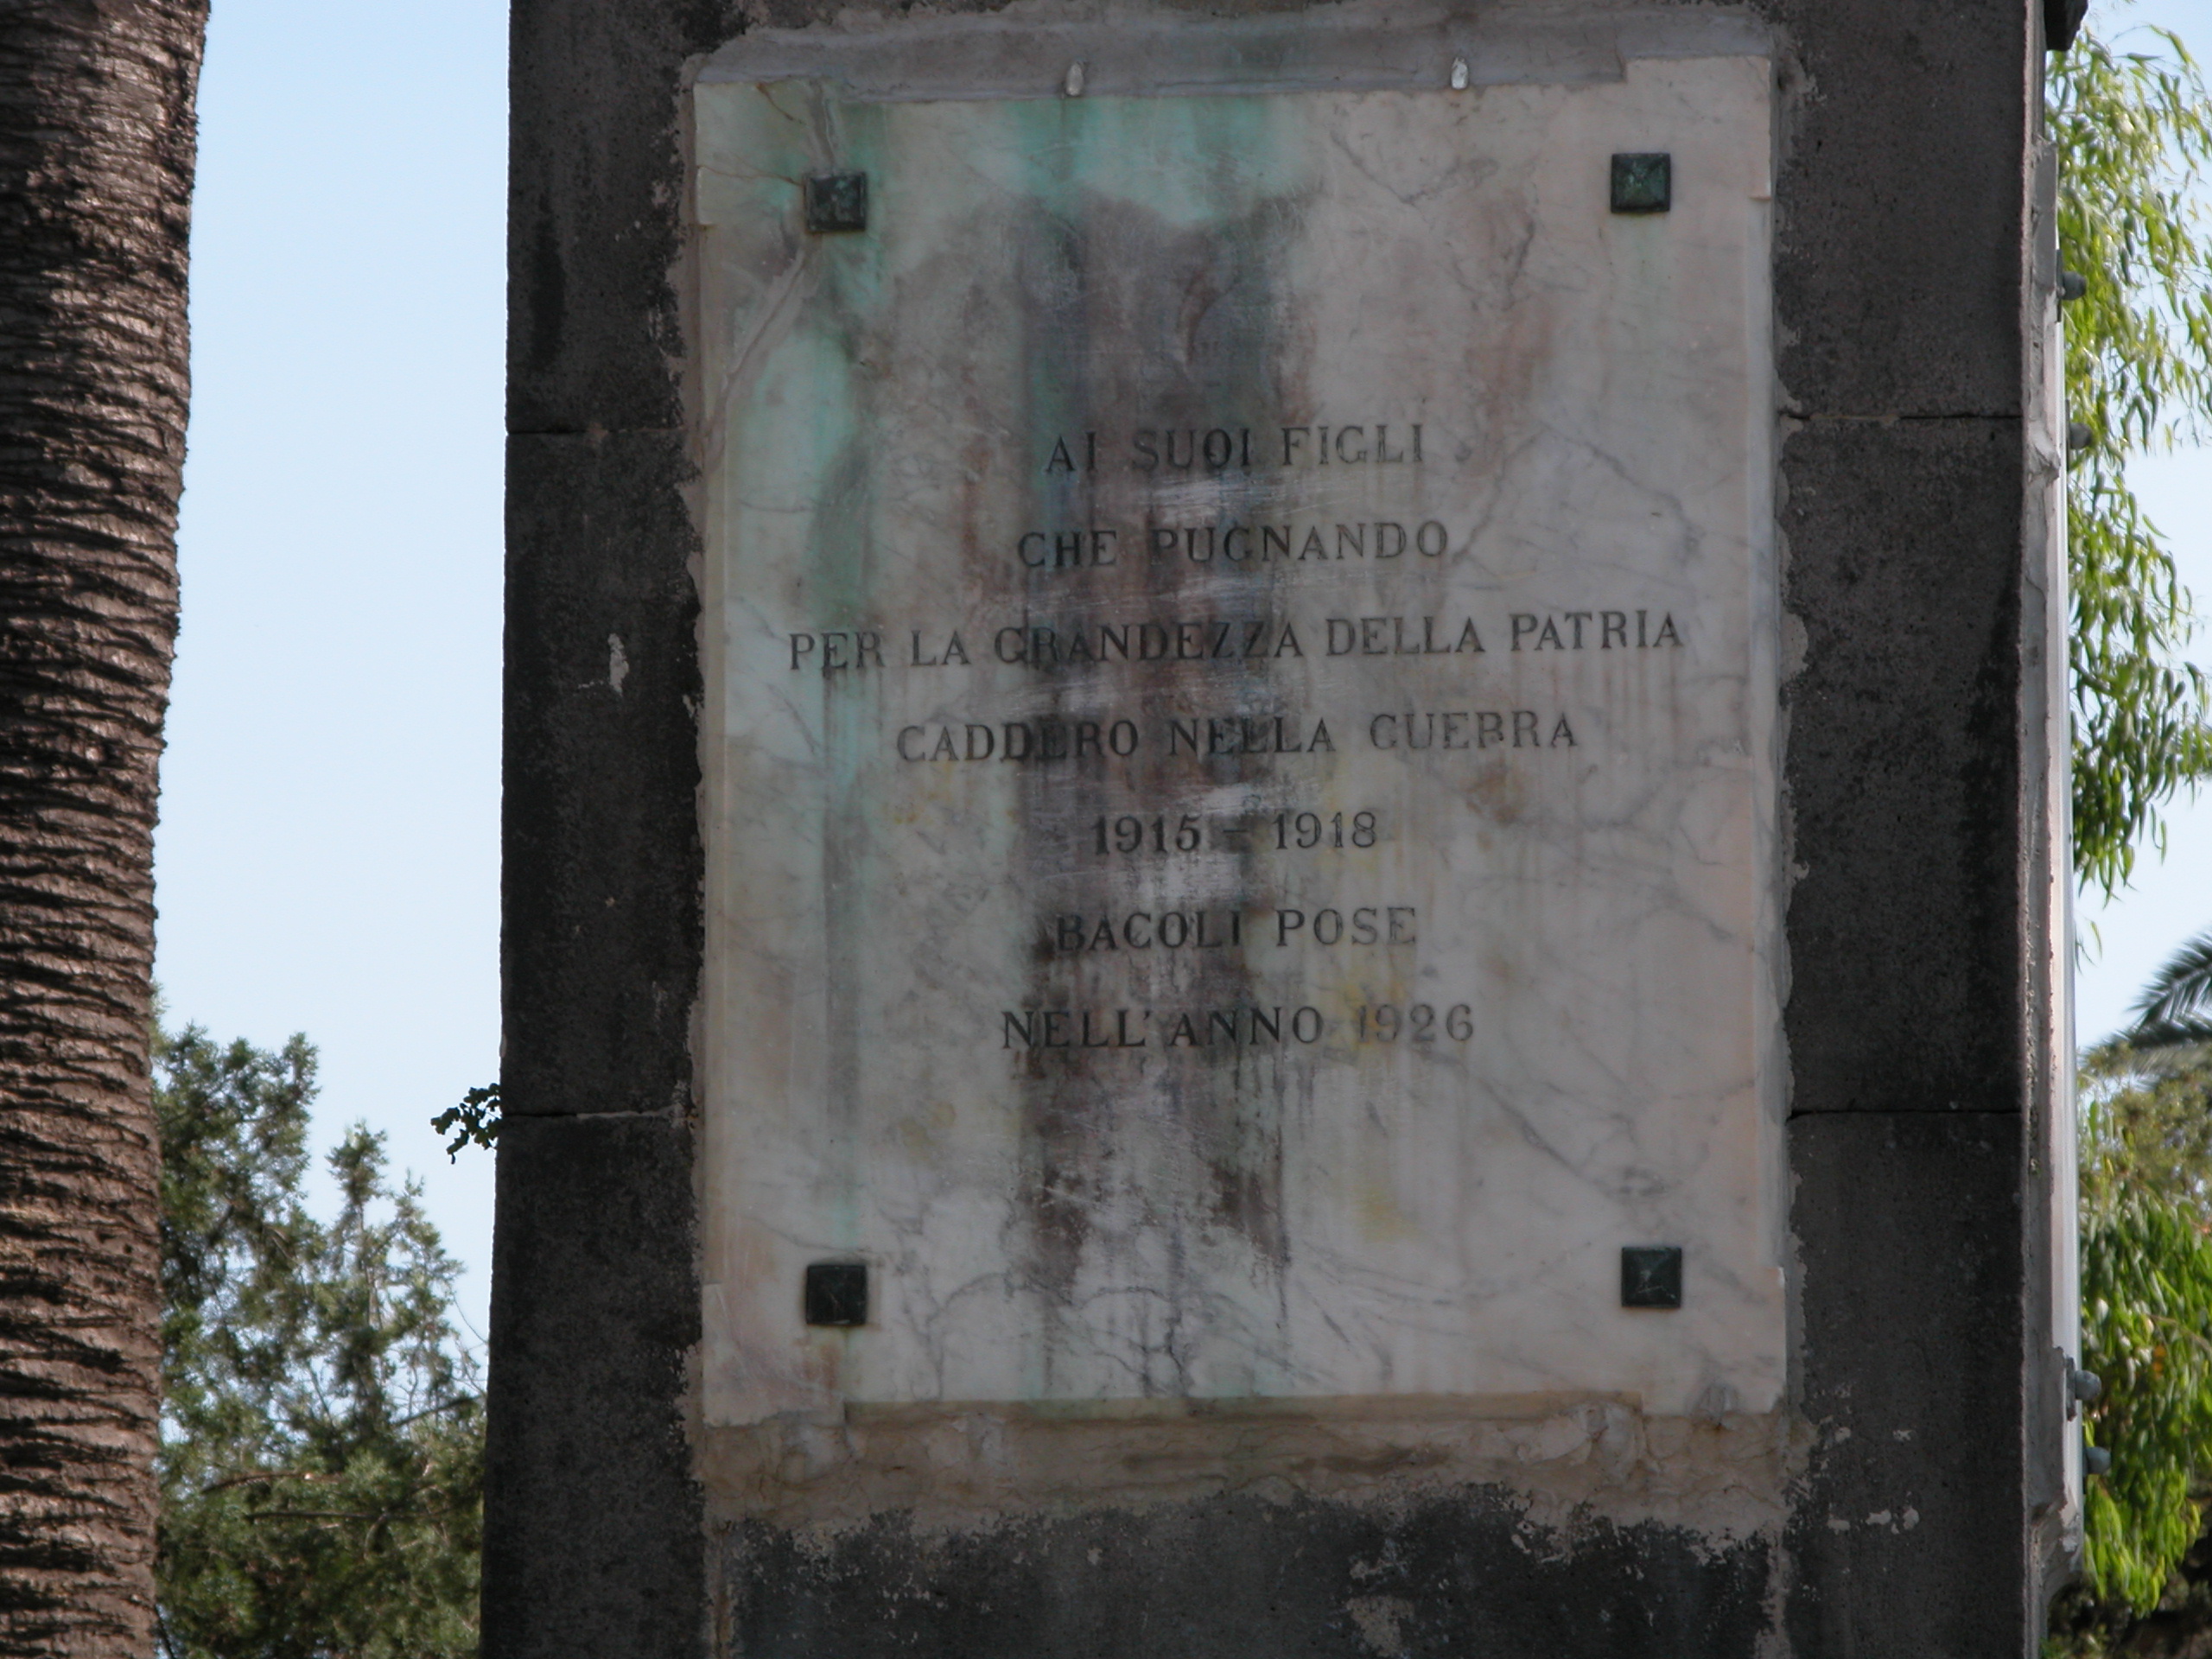 AI SUOI FIGLI
CHE PUGNANDO
PER LA GRANDEZZA DELLA PATRIA
CADDERO NELLA GUERRA
1915 - 1918
BACOLI POSE
NELL'ANNO 1926